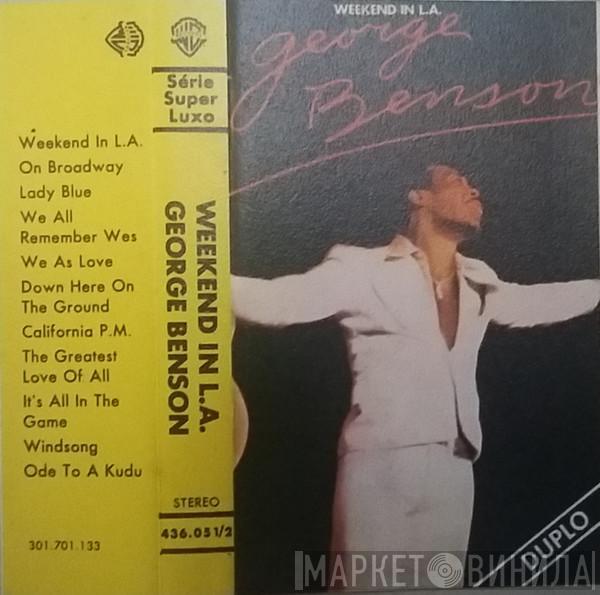 Weekend In L.A.
On Broadway
Lady Blue
We All
Remember Wes
We As Love
Down Here On
The Ground
California P.M.
The Greatest
Love Of All
It's All In The
Game
Windsong
Ode To A Kudu
301.701.133
Série
Super
Luxo
WEEKEND IN L.A.
GEORGE BENSON
STEREO
436.051/2
WEEKEND IN L.A.
George
Benson
DUPLO
МАРКЕТ ВИНИЛА